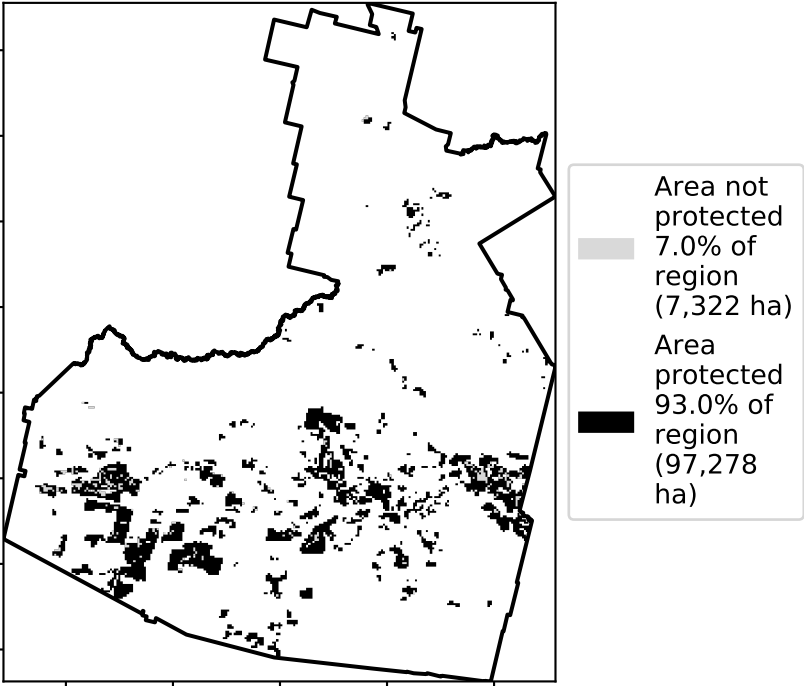 Area not
protected
7.0% of
region
(7,322 ha)
Area
protected
93.0% of
region
(97,278
ha)